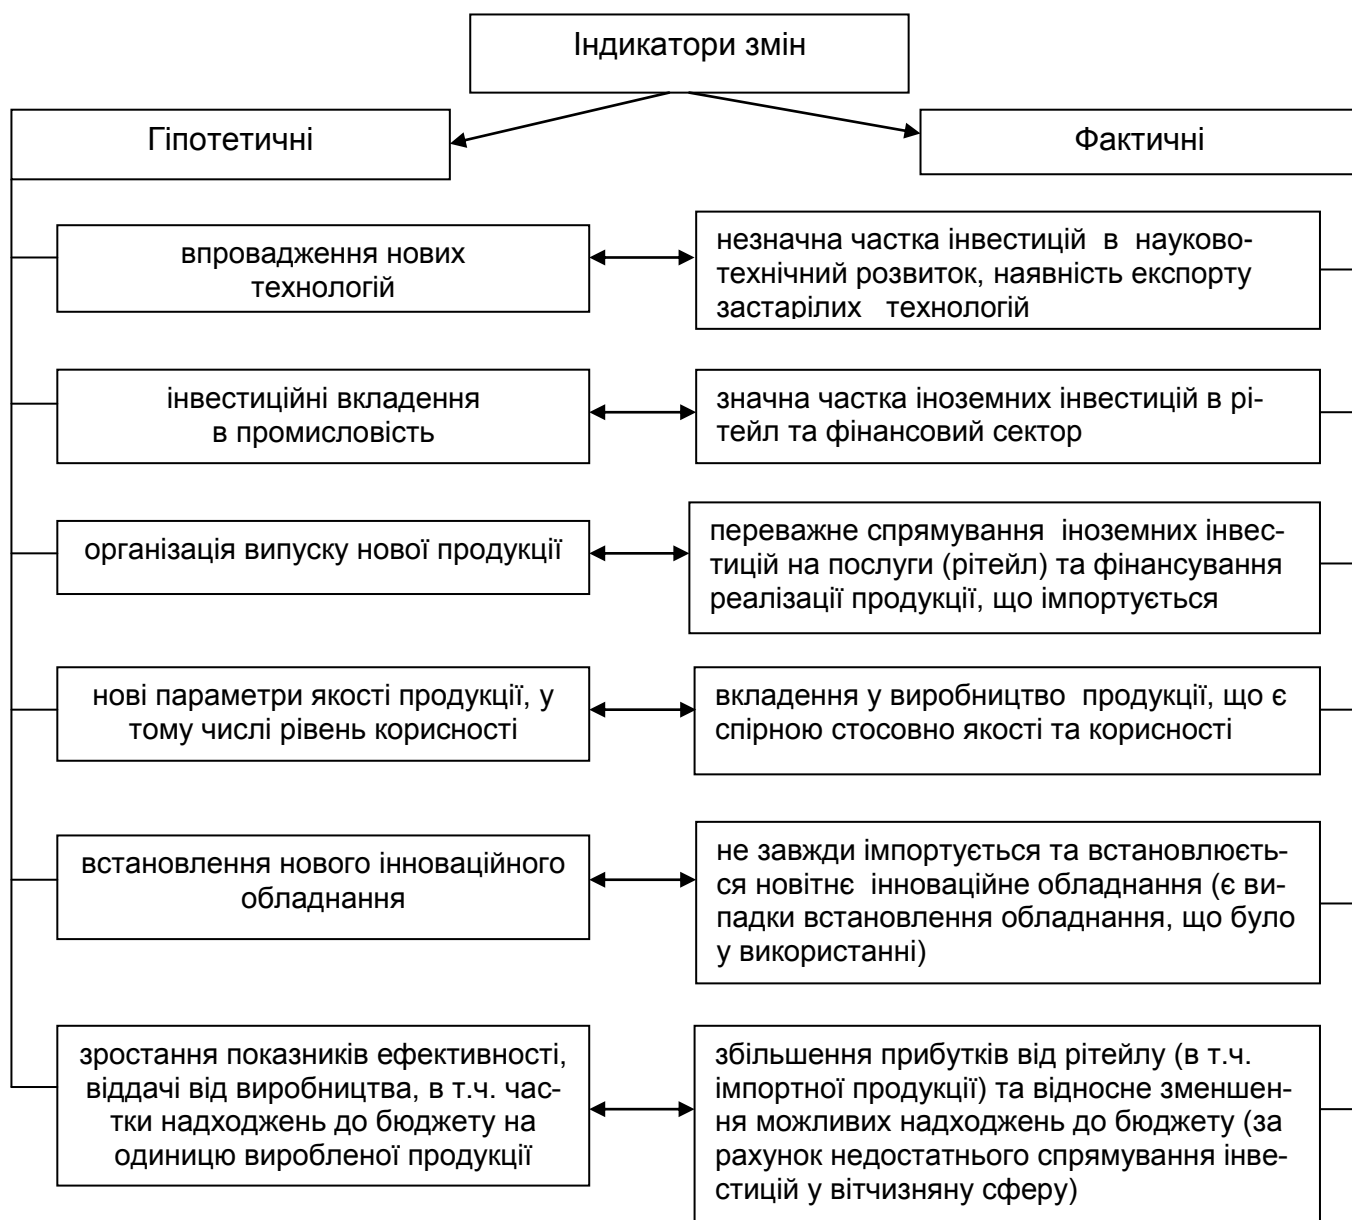 Індикатори змін
Гіпотетичні
Фактичні
впровадження нових
технологій
незначна частка інвестицій в науково-
технічний розвиток, наявність експорту
застарілих технологій
інвестиційні вкладення
в промисловість
значна частка іноземних інвестицій в рі-
тейл та фінансовий сектор
організація випуску нової продукції
переважне спрямування іноземних інвес-
тицій на послуги (рітейл) та фінансування
реалізації продукції, що імпортується
нові параметри якості продукції, у
тому числі рівень корисності
вкладення у виробництво продукції, що є
спірною стосовно якості та корисності
встановлення нового інноваційного
обладнання
не завжди імпортується та встановлюєть-
ся новітнє інноваційне обладнання (є ви-
падки встановлення обладнання, що було
у використанні)
зростання показників ефективності,
віддачі від виробництва, в т.ч. час-
тки надходжень до бюджету на
одиницю виробленої продукції
збільшення прибутків від рітейлу (в т.ч.
імпортної продукції) та відносне зменшен-
ня можливих надходжень до бюджету (за
рахунок недостатнього спрямування інве-
стицій у вітчизняну сферу)